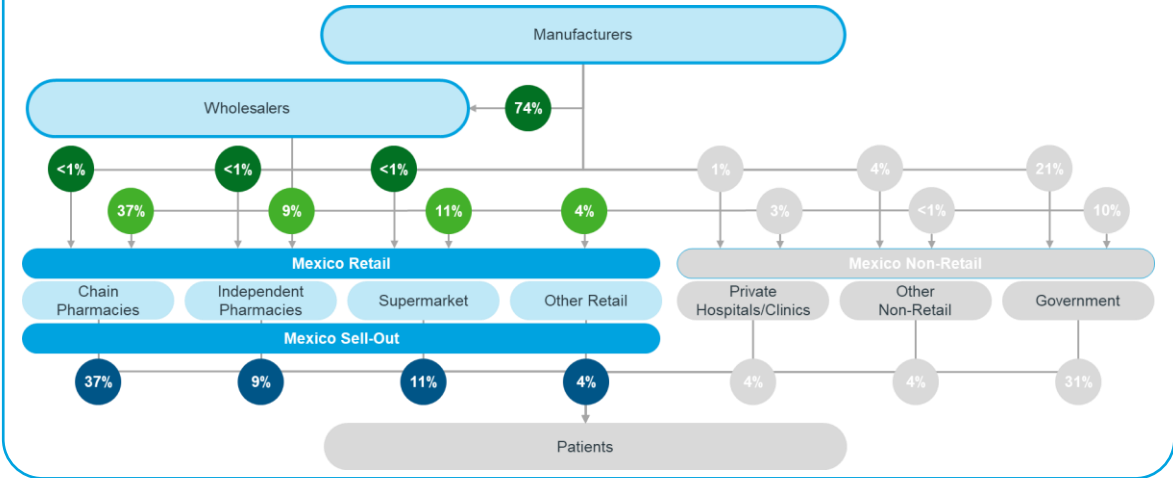 Manufacturers
Wholesalers
74%
<1%
<1%
<1%
1%
4%
21%
37%
9%
11%
4%
3%
<1%
10%
Mexico Retail
Mexico Non-Retail
Chain
Pharmacies
Independent
Pharmacies
Supermarket
Other Retail
Private
Hospitals/Clinics
Other
Non-Retail
Government
Mexico Sell-Out
37%
9%
11%
4%
4%
4%
31%
Patients